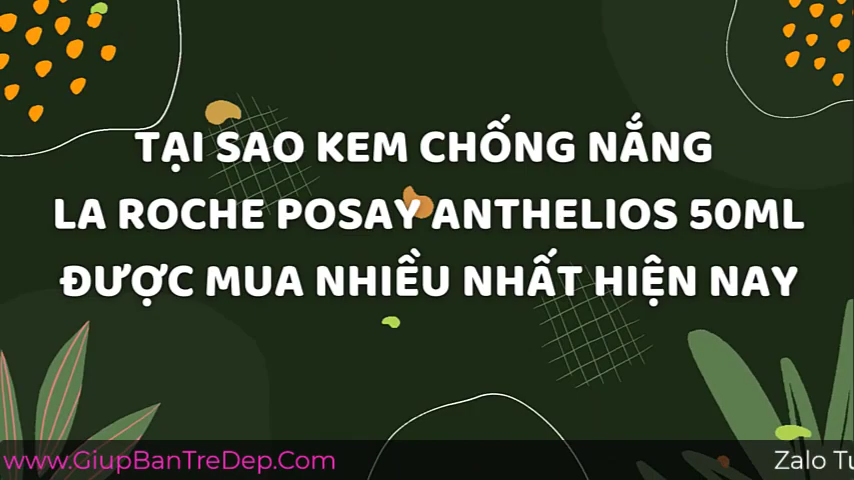 TẠI SAO KEM CHỐNG NẮNG
LA ROCHE POSAY ANTHELIOS 50ML
ĐƯỢC MUA NHIỀU NHẤT HIỆN NAY
www.GiupBanTreDep.Com
Zalo